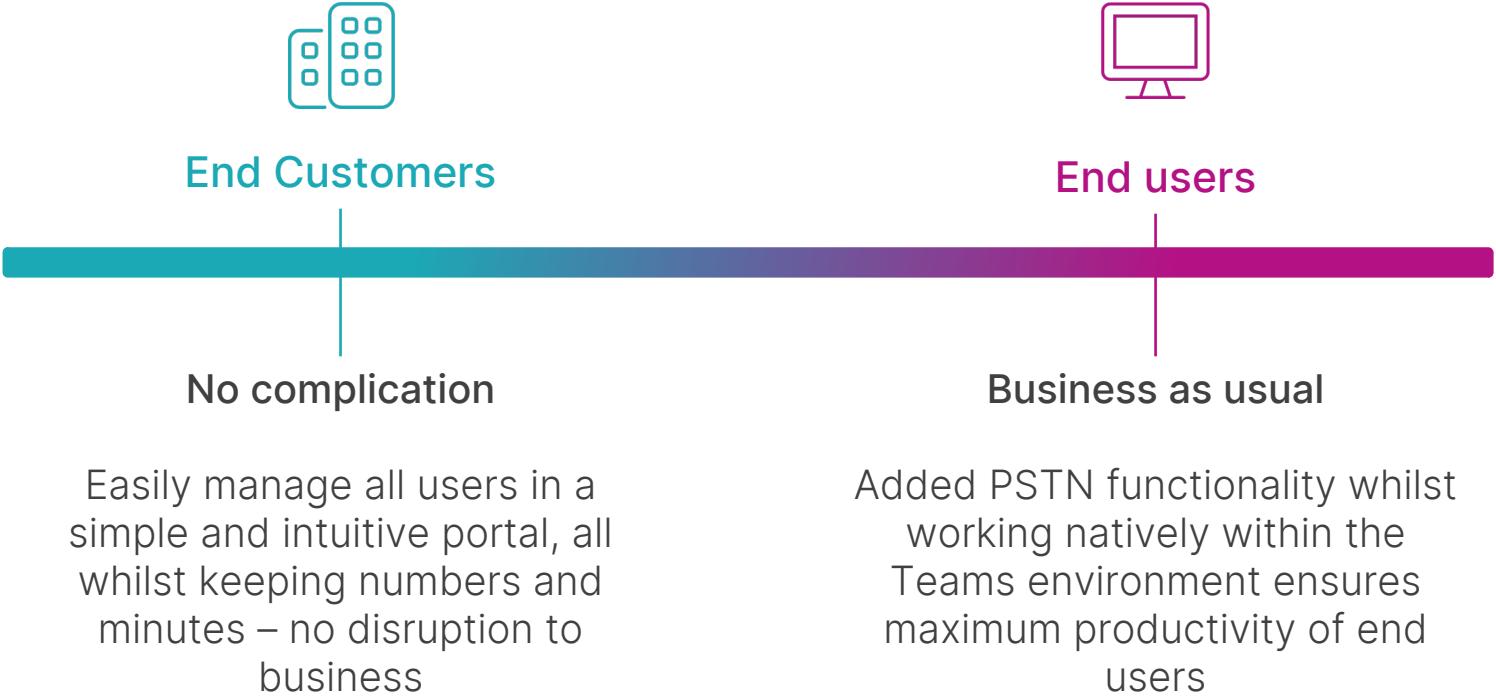 End Customers
No complication
Easily manage all users in a
simple and intuitive portal, all
whilst keeping numbers and
minutes – no disruption to
business
End users
Business as usual
Added PSTN functionality whilst
working natively within the
Teams environment ensures
maximum productivity of end
users